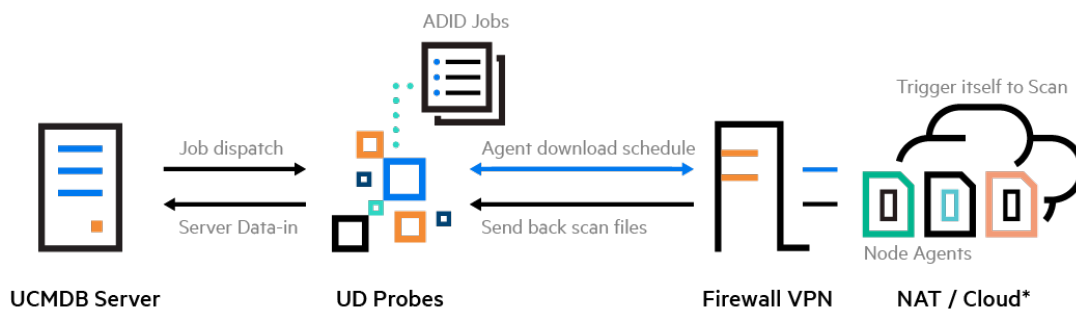 ADID Jobs
Trigger itself to Scan
Job dispatch
Agent download schedule
Server Data-in
Send back scan files
Node Agents
UCMDB Server
UD Probes
Firewall VPN
NAT / Cloud*